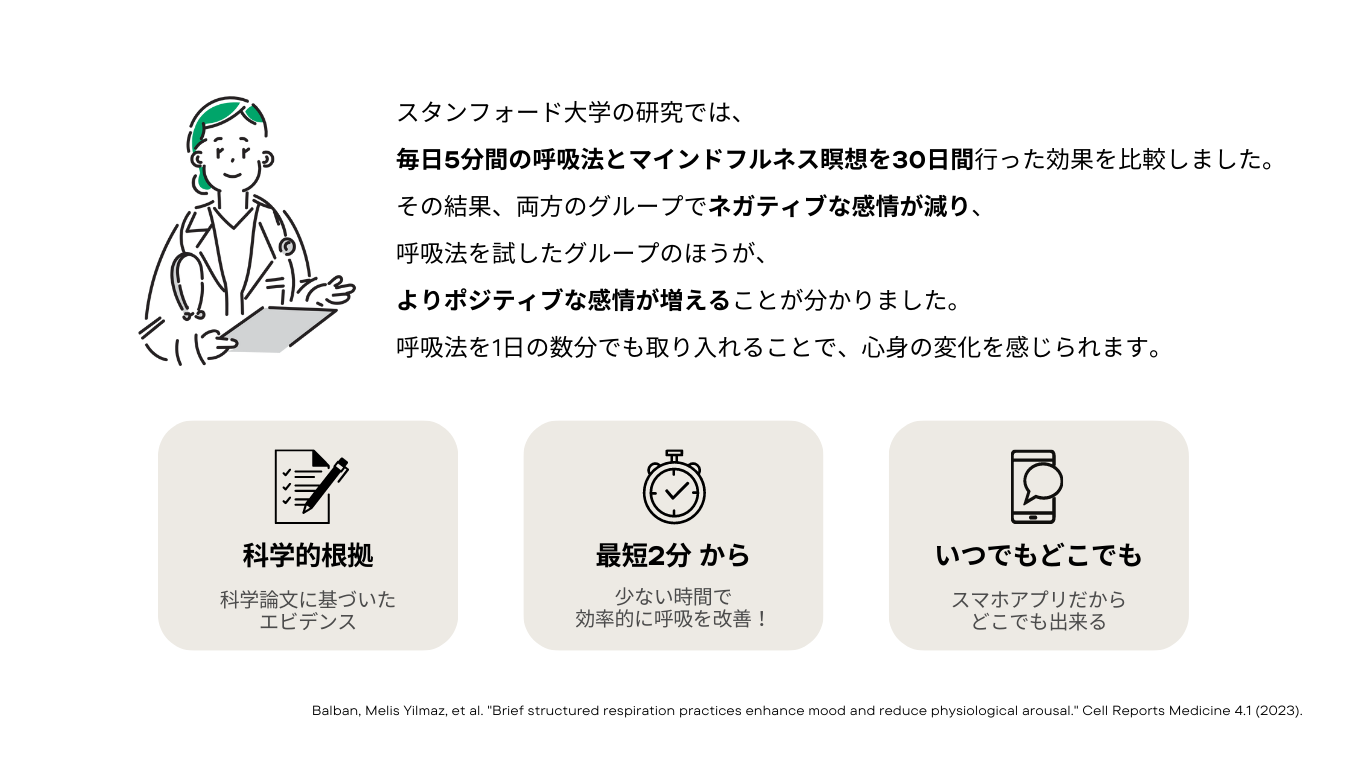 スタンフォード大学の研究では、
毎日5分間の呼吸法とマインドフルネス瞑想を30日間行った効果を比較しました。
その結果、両方のグループでネガティブな感情が減り、
呼吸法を試したグループのほうが、
よりポジティブな感情が増えることが分かりました。
呼吸法を1日の数分でも取り入れることで、心身の変化を感じられます。
科学的根拠
科学論文に基づいた
エビデンス
最短2分 から
少ない時間で
効率的に呼吸を改善！
いつでもどこでも
スマホアプリだから
どこでも出来る
Balban, Melis Yilmaz, et al. "Brief structured respiration practices enhance mood and reduce physiological arousal." Cell Reports Medicine 4.1 (2023).